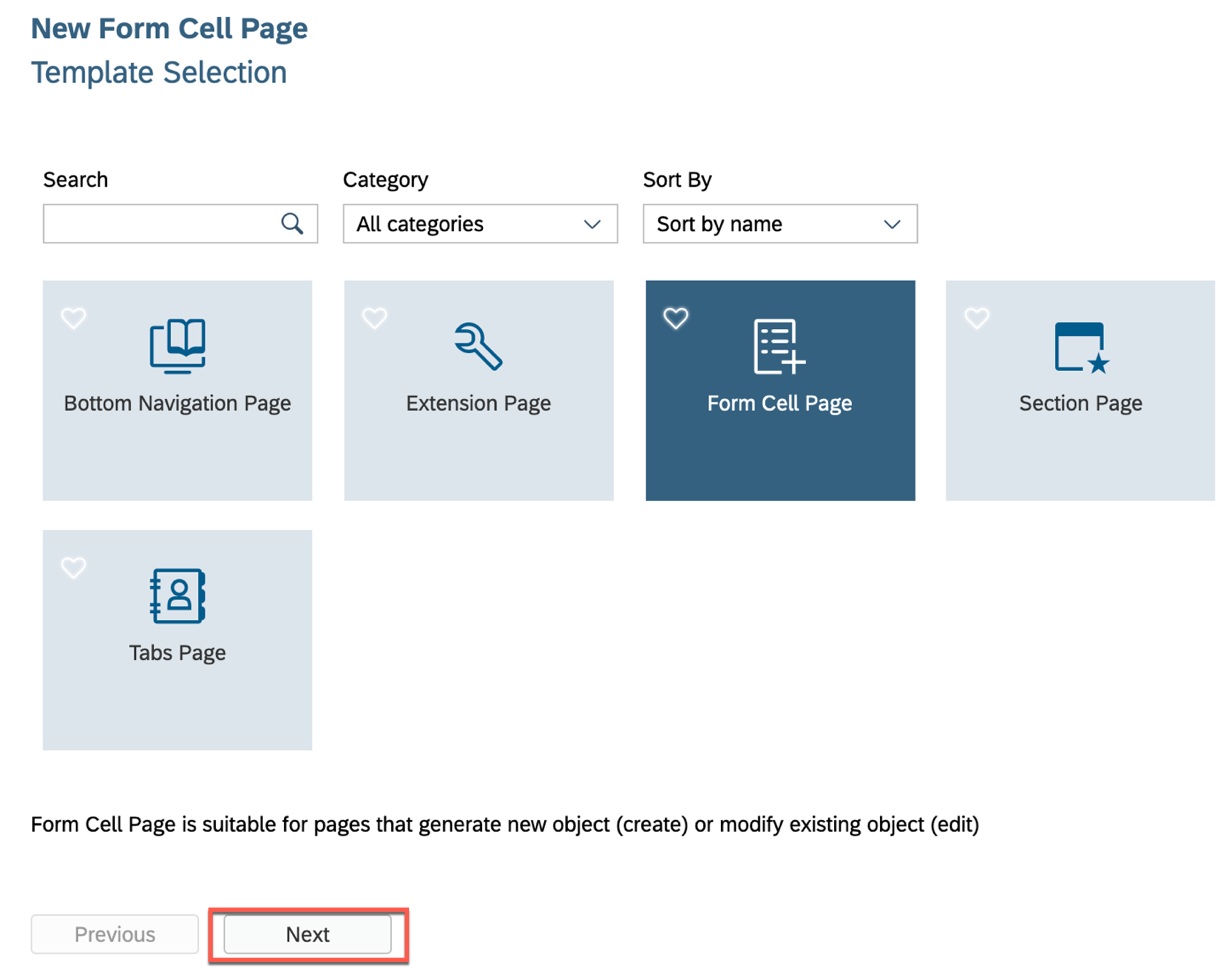 New Form Cell Page
Template Selection
Search
Category
Sort By
All categories
Sort by name
Bottom Navigation Page
Extension Page
Form Cell Page
Section Page
Tabs Page
Form Cell Page is suitable for pages that generate new object (create) or modify existing object (edit)
Previous
Next